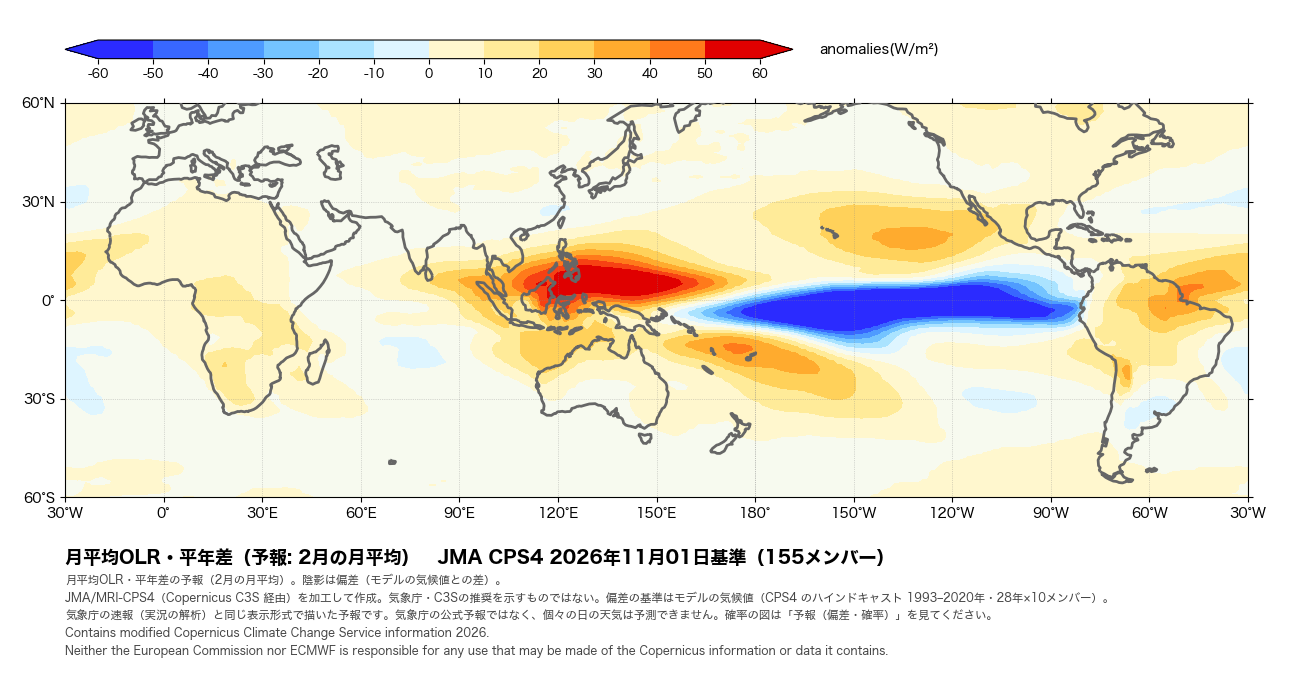 anomalies(W/m²)
-60 -50 -40 -30 -20 -10 0 10 20 30 40 50 60
60°N
30°N
0°
30°S
60°S
30°W 0° 30°E 60°E 90°E 120°E 150°E 180° 150°W 120°W 90°W 60°W 30°W
月平均OLR・平年差（予報: 2月の月平均） JMA CPS4 2026年11月01日基準（155メンバー）
月平均OLR・平年差の予報（2月の月平均）。陰影は偏差（モデルの気候値との差）。
JMA/MRI-CPS4（Copernicus C3S 経由）を加工して作成。気象庁・C3Sの推奨を示すものではない。偏差の基準はモデルの気候値（CPS4 のハインドキャスト 1993–2020年・28年×10メンバー）。
気象庁の速報（実況の解析）と同じ表示形式で描いた予報です。気象庁の公式予報ではなく、個々の日の天気は予測できません。確率の図は「予報（偏差・確率）」を見てください。
Contains modified Copernicus Climate Change Service information 2026.
Neither the European Commission nor ECMWF is responsible for any use that may be made of the Copernicus information or data it contains.